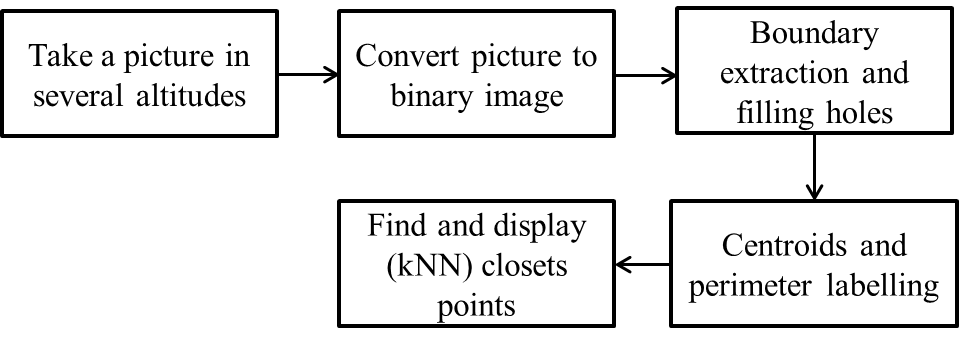 Take a picture in
several altitudes
Convert picture to
binary image
Boundary
extraction and
filling holes
Centroids and
perimeter labelling
Find and display
(kNN) closets
points